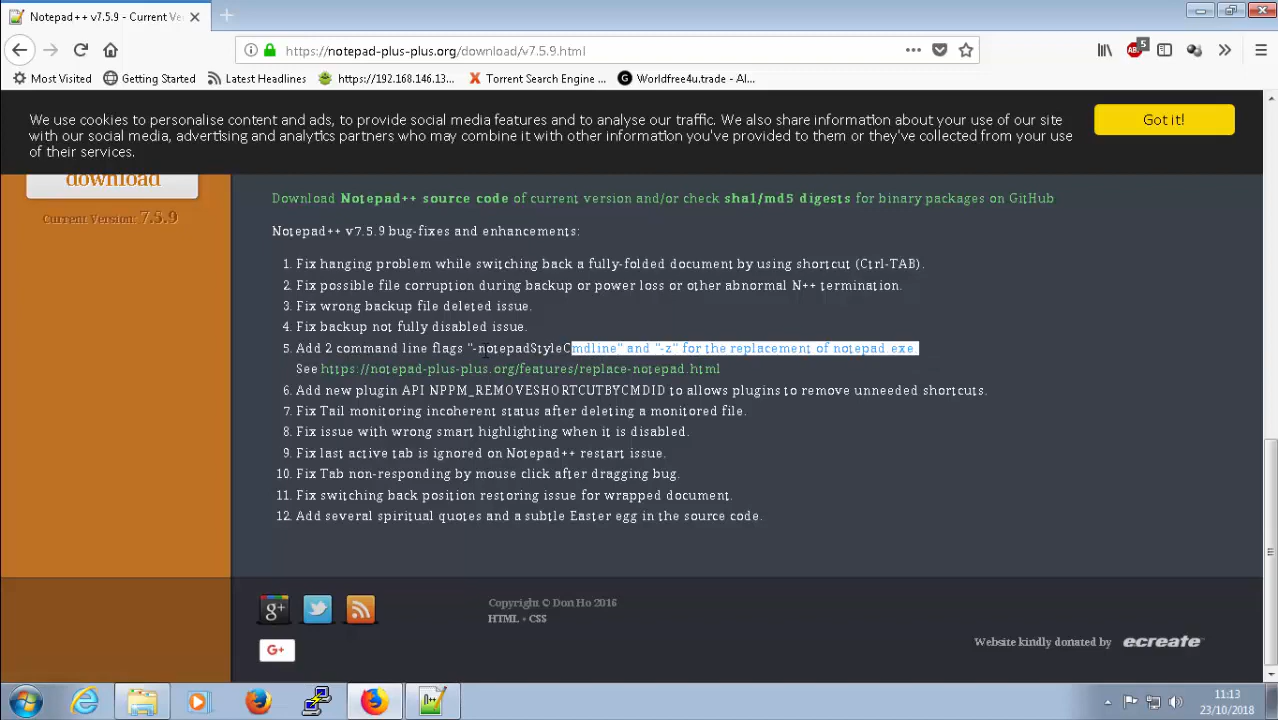 Notepad++ v7.5.9 - Current Ve
https://notepad-plus-plus.org/download/v7.5.9.html
5
Most Visited
Getting Started
Latest Headlines
https://192.168.146.13...
Torrent Search Engine ...
Worldfree4u.trade - Al...
We use cookies to personalise content and ads, to provide social media features and to analyse our traffic. We also share information about your use of our site
with our social media, advertising and analytics partners who may combine it with other information you've provided to them or they've collected from your use
of their services.
Got it!
download
Current Version: 7.5.9
Download Notepad++ source code of current version and/or check sha1/md5 digests for binary packages on GitHub
Notepad++ v7.5.9 bug-fixes and enhancements:
1. Fix hanging problem while switching back a fully-folded document by using shortcut (Ctrl-TAB).
2. Fix possible file corruption during backup or power loss or other abnormal N++ termination.
3. Fix wrong backup file deleted issue.
4. Fix backup not fully disabled issue.
5. Add 2 command line flags "-notepadStyleCmdline" and "-z" for the replacement of notepad.exe.
See https://notepad-plus-plus.org/features/replace-notepad.html
6. Add new plugin API NPPM_REMOVESHORTCUTBYCMDID to allows plugins to remove unneeded shortcuts.
7. Fix Tail monitoring incoherent status after deleting a monitored file.
8. Fix issue with wrong smart highlighting when it is disabled.
9. Fix last active tab is ignored on Notepad++ restart issue.
10. Fix Tab non-responding by mouse click after dragging bug.
11. Fix switching back position restoring issue for wrapped document.
12. Add several spiritual quotes and a subtle Easter egg in the source code.
g+
Copyright © Don Ho 2016
HTML • CSS
G+
Website kindly donated by ecreate
11:13
23/10/2018